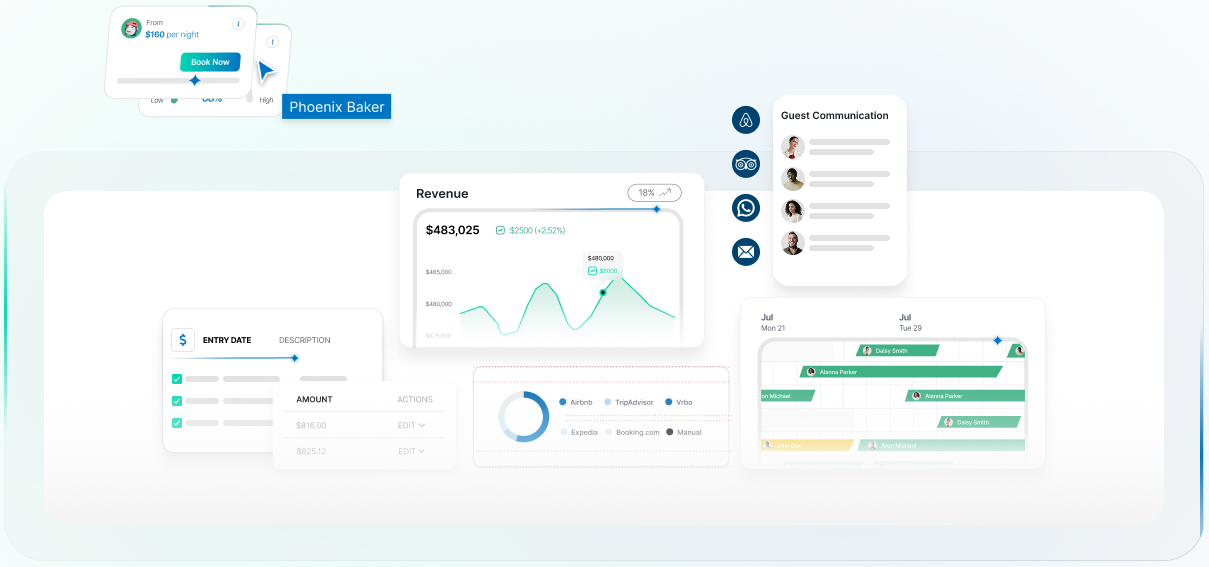 From
$160 per night
Book Now
Low
68%
High
Phoenix Baker
Guest Communication
Revenue
18%
$483,025
$2500 (+2,52%)
$480,000
$6000
$485,000
$480,000
$475,000
Jul
Mon 21
Jul
Tue 29
Daisy Smith
Alanna Parker
on Michael
Alanna Parker
Daisy Smith
John Doe
Aron Michael
$
ENTRY DATE
DESCRIPTION
AMOUNT
ACTIONS
$816.00
EDIT
$825.12
EDIT
Airbnb
TripAdvisor
Vrbo
Expedia
Booking.com
Manual